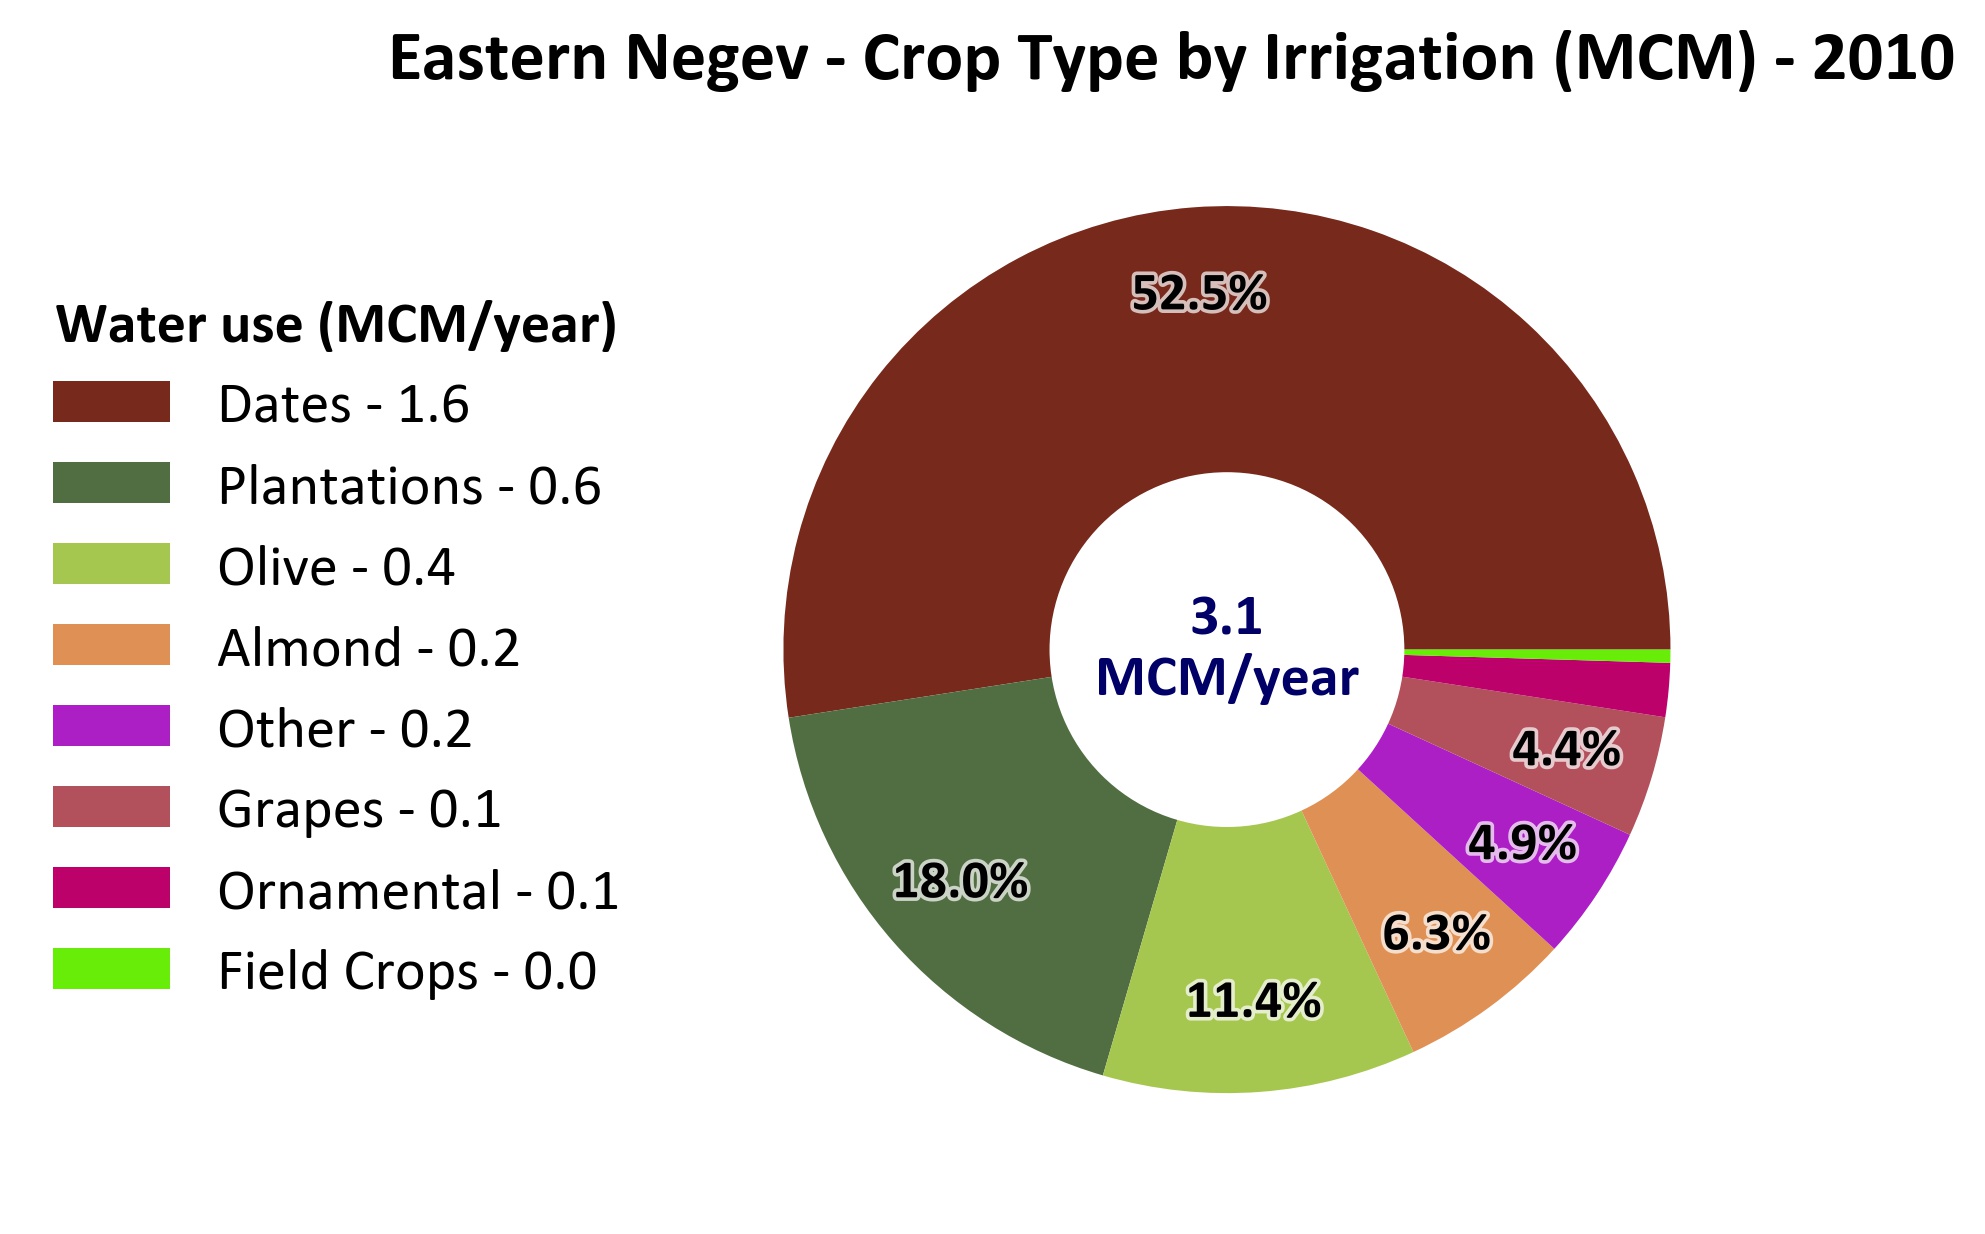 Eastern Negev - Crop Type by Irrigation (MCM) - 2010
Water use (MCM/year)
Dates - 1.6
Plantations - 0.6
Olive - 0.4
Almond - 0.2
Other - 0.2
Grapes - 0.1
Ornamental - 0.1
Field Crops - 0.0
52.5%
3.1
MCM/year
4.4%
4.9%
18.0%
6.3%
11.4%